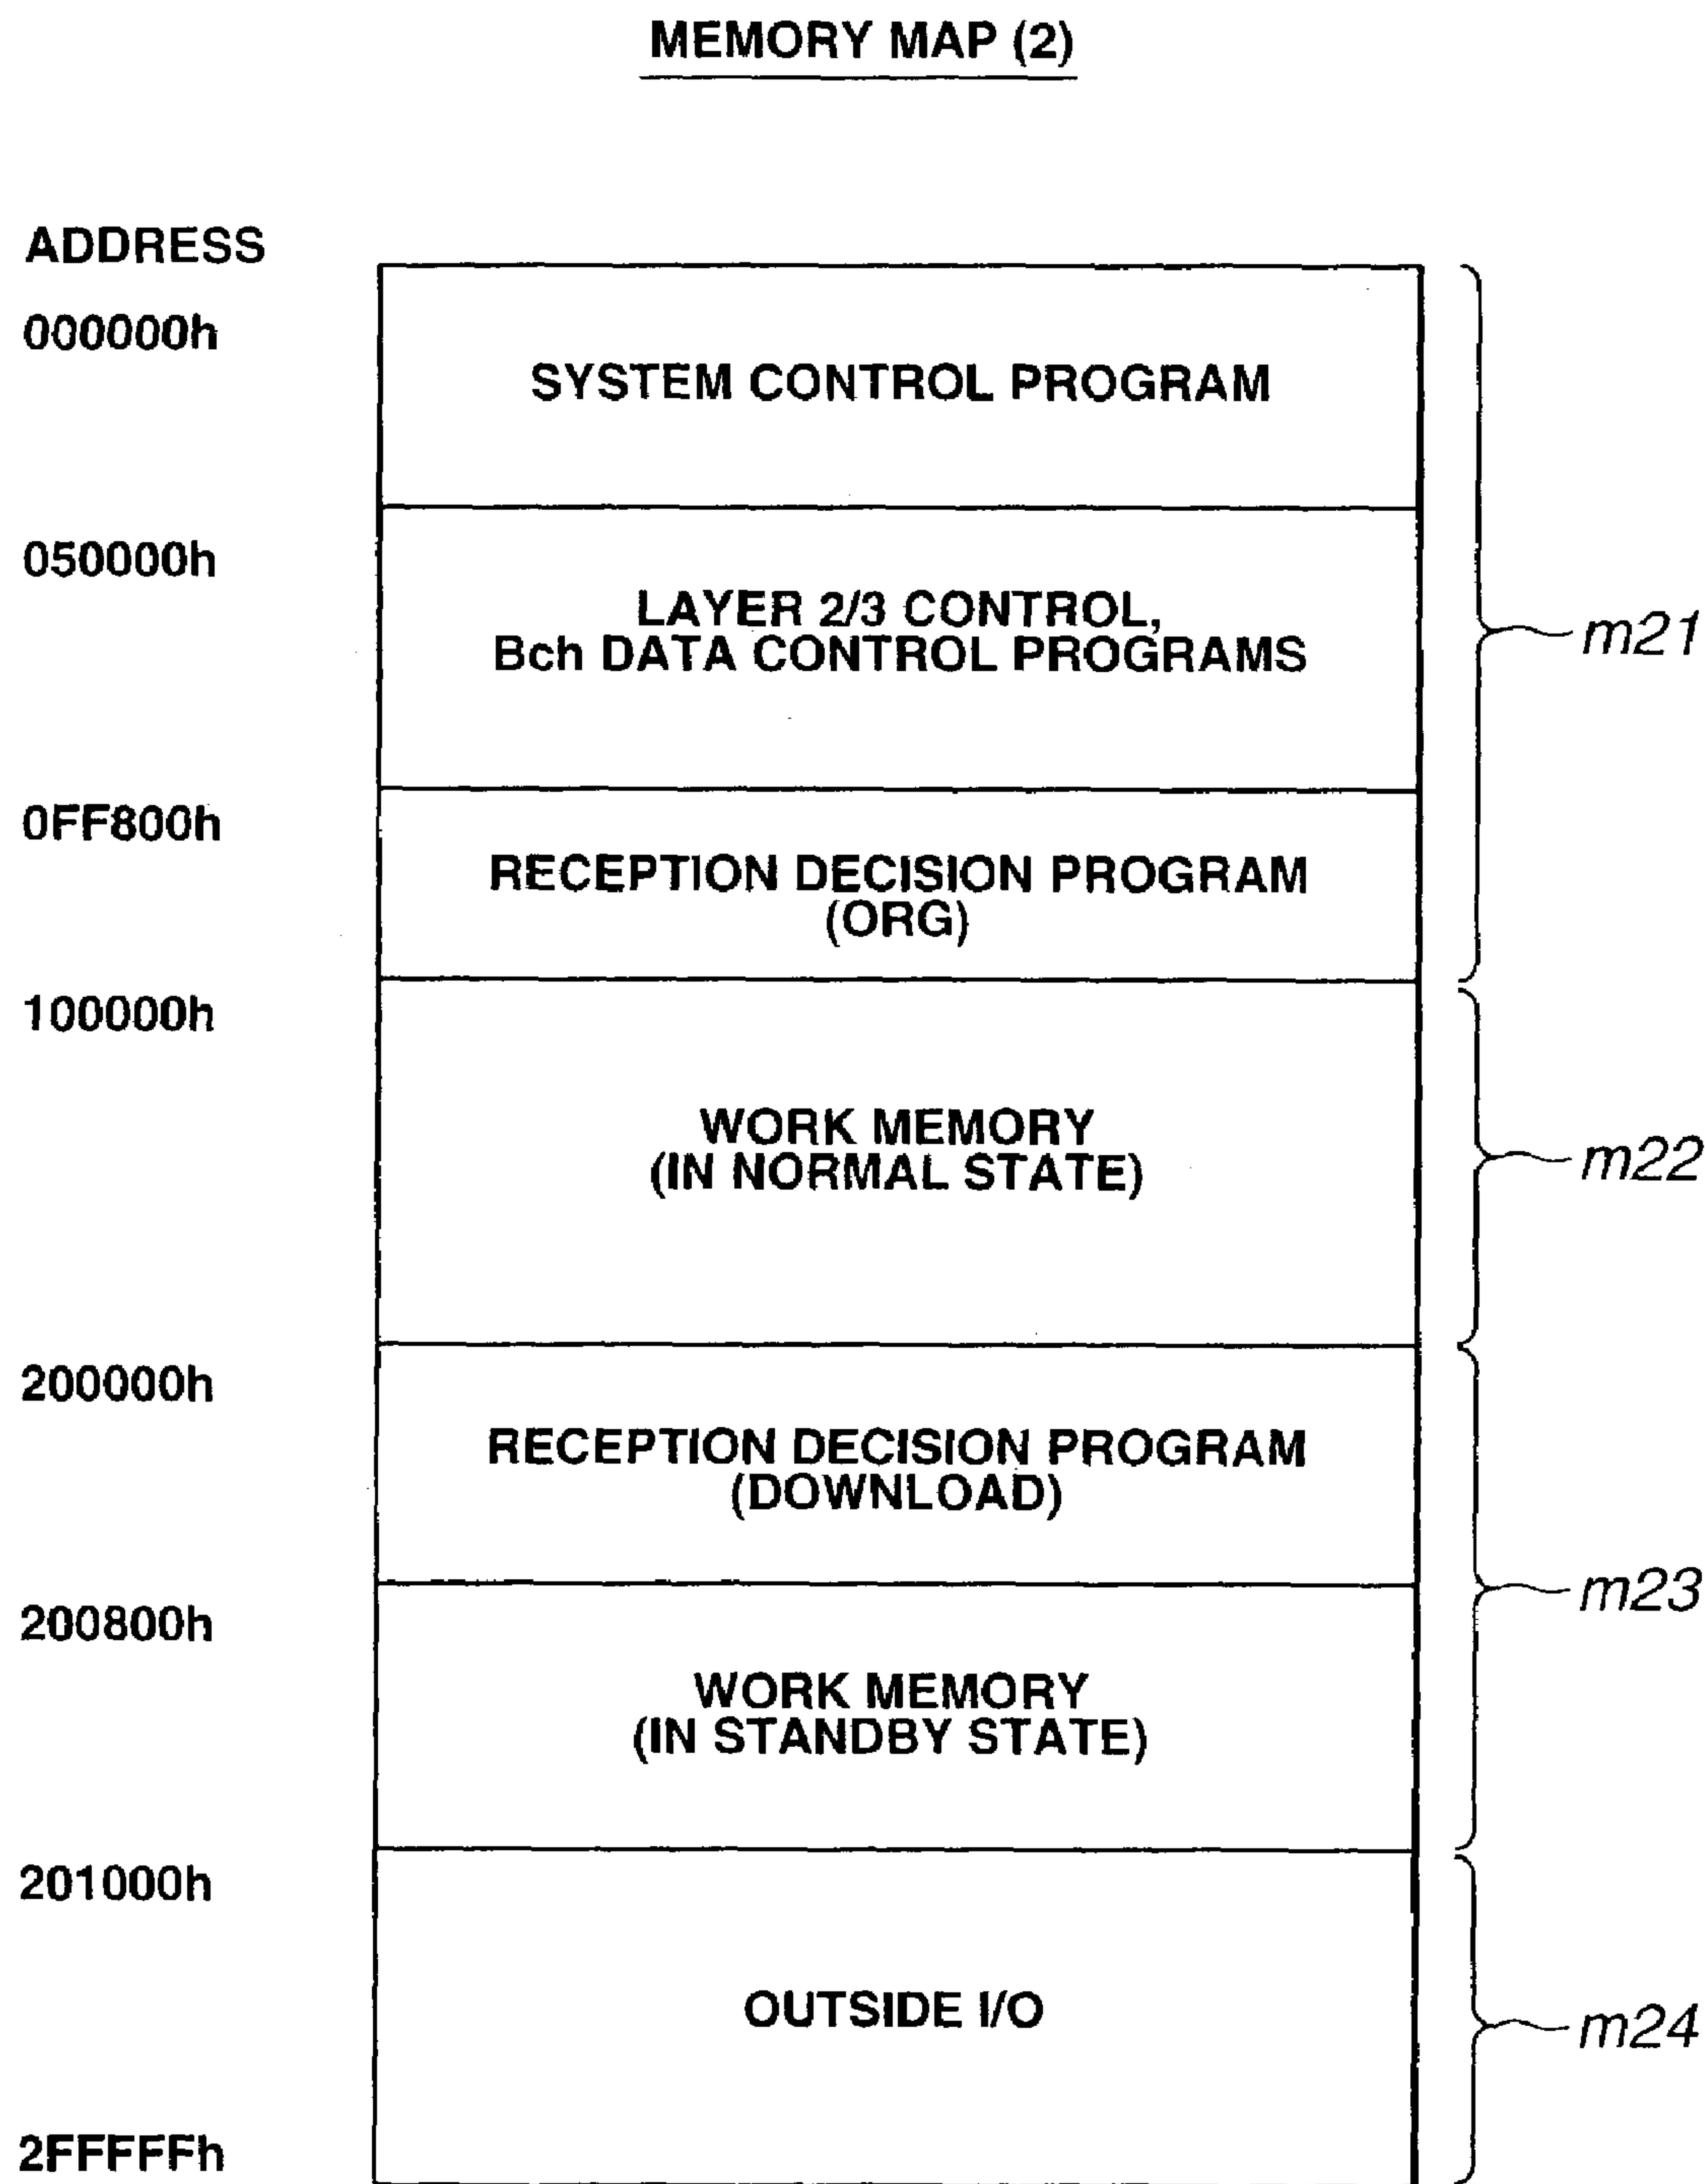 MEMORY MAP (2)
ADDRESS
000000h
SYSTEM CONTROL PROGRAM
050000h
LAYER 2/3 CONTROL,
Bch DATA CONTROL PROGRAMS
m21
0FF800h
RECEPTION DECISION PROGRAM
(ORG)
100000h
WORK MEMORY
(IN NORMAL STATE)
m22
200000h
RECEPTION DECISION PROGRAM
(DOWNLOAD)
m23
200800h
WORK MEMORY
(IN STANDBY STATE)
201000h
OUTSIDE I/O
m24
2FFFFFh